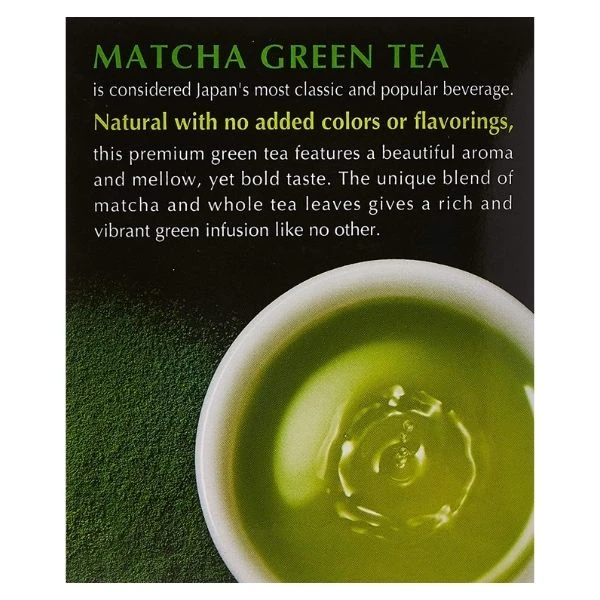 MATCHA GREEN TEA
is considered Japan's most classic and popular beverage.
Natural with no added colors or flavorings,
this premium green tea features a beautiful aroma
and mellow, yet bold taste. The unique blend of
matcha and whole tea leaves gives a rich and
vibrant green infusion like no other.